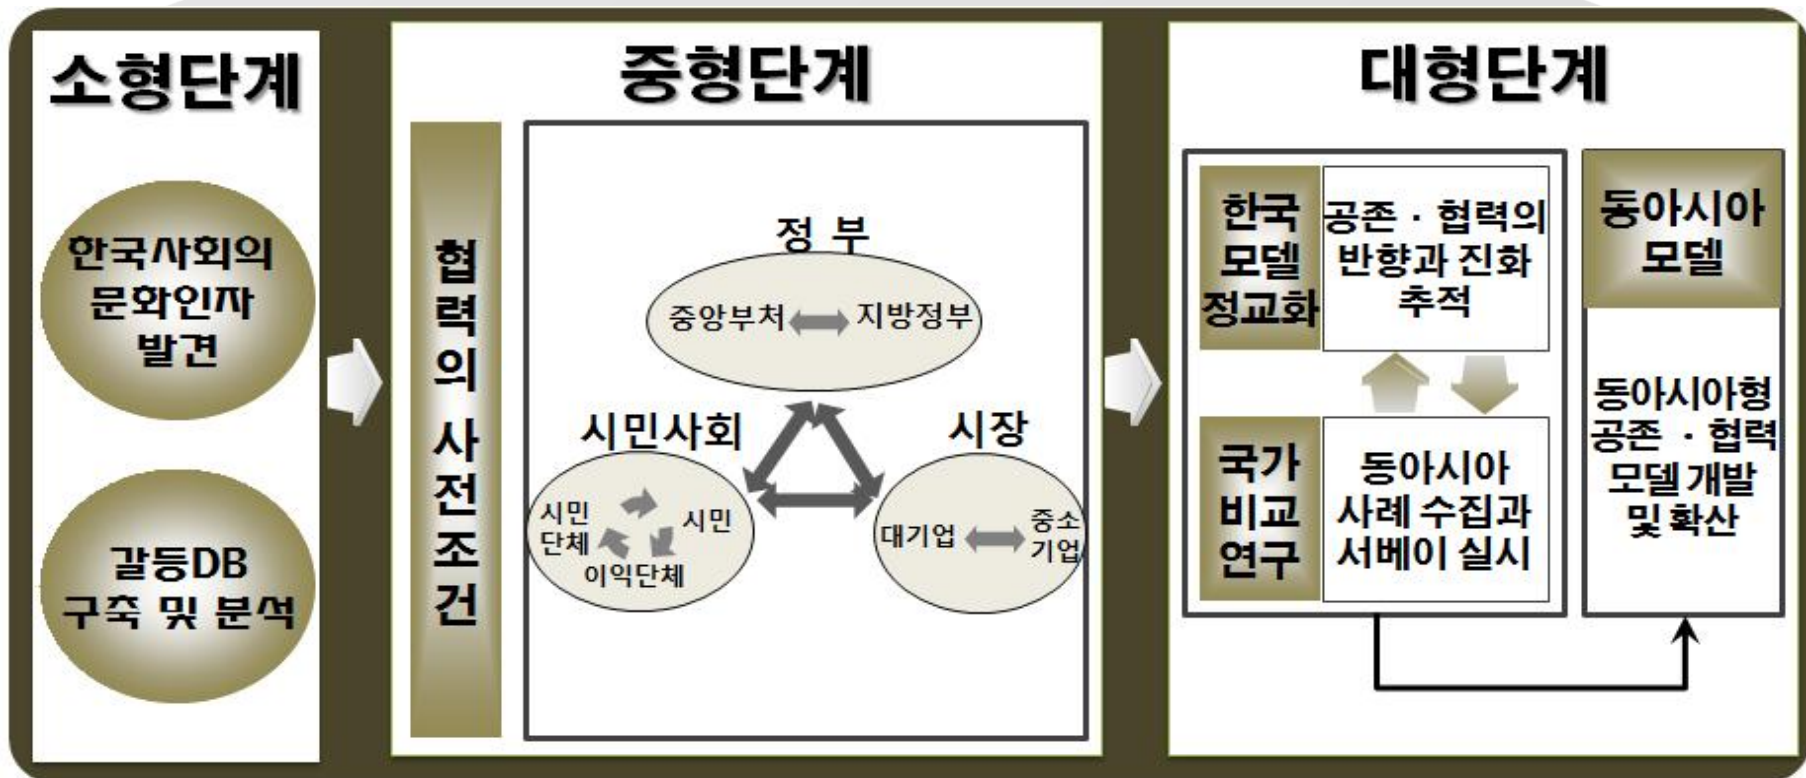 소형단계
한국사회의
문화인자
발견
갈등DB
구축 및 분석
중형단계
협력의 사전조건
정 부
중앙부처
지방정부
시민사회
시민
단체
시민
이익단체
시장
대기업
중소
기업
대형단계
한국
모델
정교화
공존 · 협력의
반향과 진화
추적
국가
비교
연구
동아시아
사례 수집과
서베이 실시
동아시아
모델
동아시아형
공존 · 협력
모델 개발
및 확산